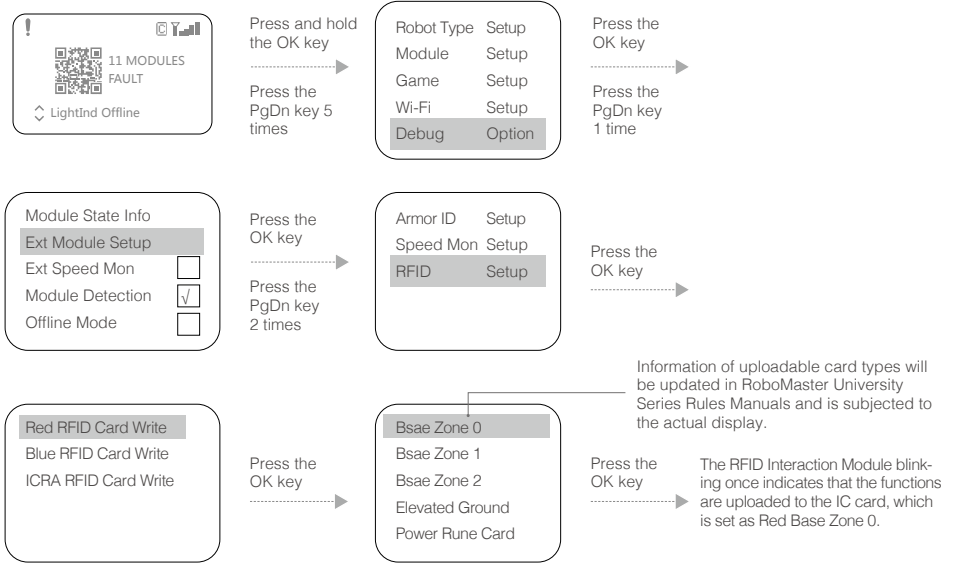 ! C
11 MODULES
FAULT
LightInd Offline
Press and hold
the OK key
Press the
PgDn key 5
times
Robot Type Setup
Module Setup
Game Setup
Wi-Fi Setup
Debug Option
Press the
OK key
Press the
PgDn key
1 time
Module State Info
Ext Module Setup
Ext Speed Mon
Module Detection √
Offline Mode
Press the
OK key
Press the
PgDn key
2 times
Armor ID Setup
Speed Mon Setup
RFID Setup
Press the
OK key
Red RFID Card Write
Blue RFID Card Write
ICRA RFID Card Write
Press the
OK key
Bsae Zone 0
Bsae Zone 1
Bsae Zone 2
Elevated Ground
Power Rune Card
Information of uploadable card types will
be updated in RoboMaster University
Series Rules Manuals and is subjected to
the actual display.
Press the
OK key
The RFID Interaction Module blink-
ing once indicates that the functions
are uploaded to the IC card, which
is set as Red Base Zone 0.